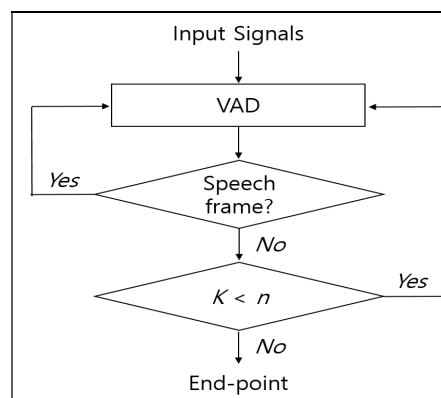 Input Signals
VAD
Speech
frame?
Yes
No
K < n
Yes
No
End-point